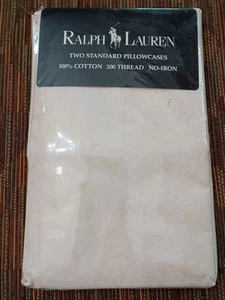 RALPH LAUREN
TWO STANDARD PILLOWCASES
100% COTTON 200 THREAD NO-IRON